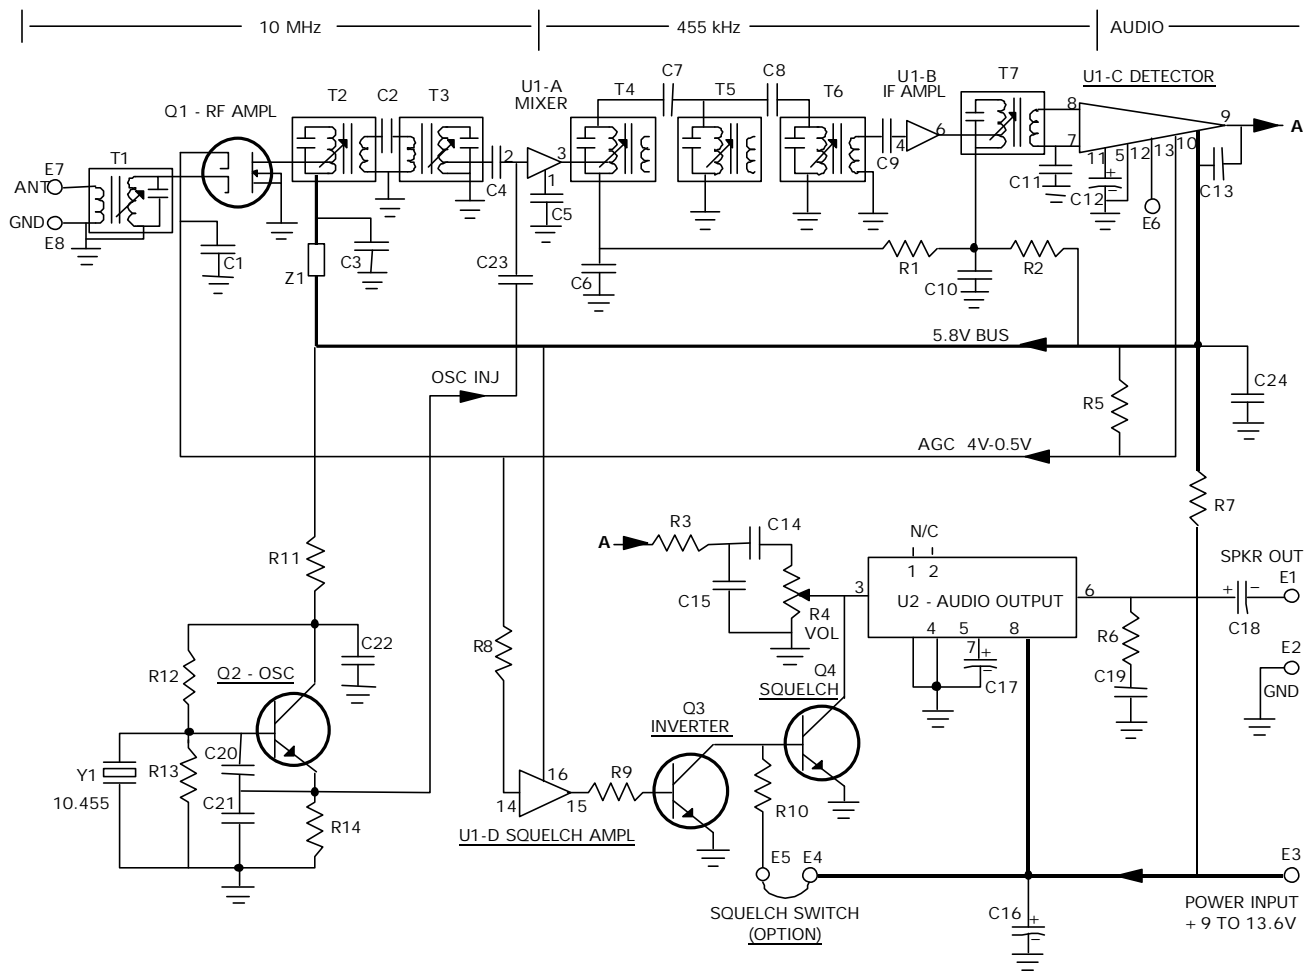 10 MHz
455 kHz
AUDIO
Q1 - RF AMPL
T2
C2
T3
U1-A
MIXER
T4
C7
T5
C8
T6
U1-B
IF AMPL
T7
U1-C DETECTOR
E7
ANT
GND
E8
T1
C1
Z1
C3
C4
2
3
1
C5
C23
C6
C9
4
6
R1
C10
R2
C11
8
7
11
5
12
13
10
9
A
C12
E6
C13
5.8V BUS
OSC INJ
R5
C24
AGC 4V-0.5V
R7
R11
A
R3
C14
C15
R4
VOL
N/C
1 2
3
U2 - AUDIO OUTPUT
4
5
8
7
6
+
−
C17
SPKR OUT
E1
+
−
C18
R6
C19
E2
GND
R12
Q2 - OSC
C22
R8
Q4
SQUELCH
Q3
INVERTER
Y1
10.455
R13
C20
C21
R14
14
16
15
R9
R10
U1-D SQUELCH AMPL
E5
E4
SQUELCH SWITCH
(OPTION)
C16
+
−
E3
POWER INPUT
+ 9 TO 13.6V